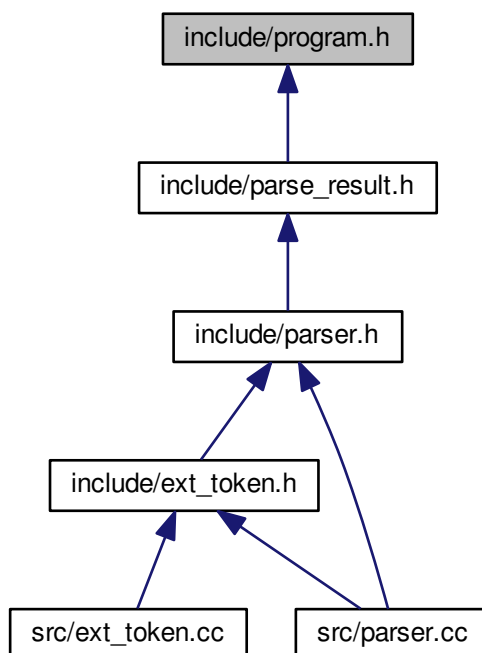 include/program.h
include/parse_result.h
include/parser.h
include/ext_token.h
src/ext_token.cc
src/parser.cc